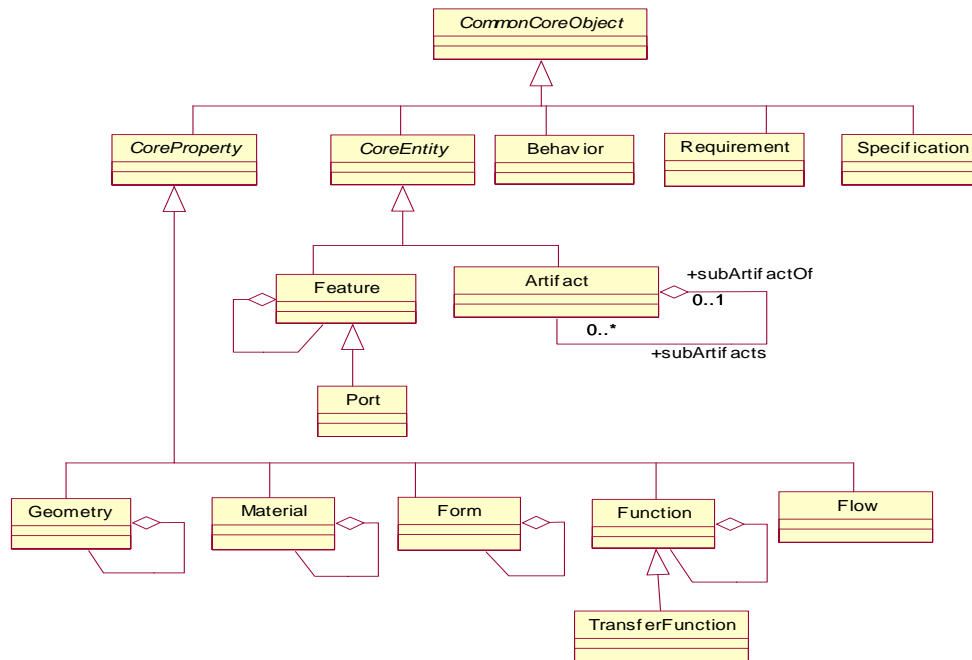 CommonCoreObject
CoreProperty
CoreEntity
Behavior
Requirement
Specification
Feature
Artifact
+subArtifactOf
0..1
0..*
+subArtifacts
Port
Geometry
Material
Form
Function
Flow
TransferFunction